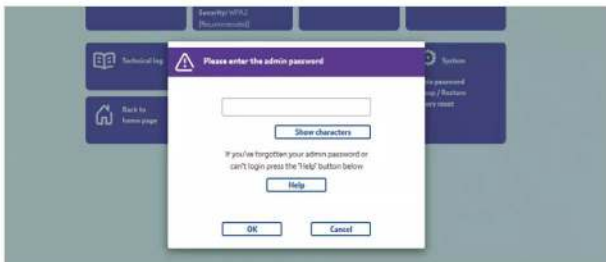 Security: WPA2
(Recommended)
Technical log
Please enter the admin password
System
Show characters
Back to
home page
If you've forgotten your admin password or
can't login press the "Help" button below
Help
OK
Cancel